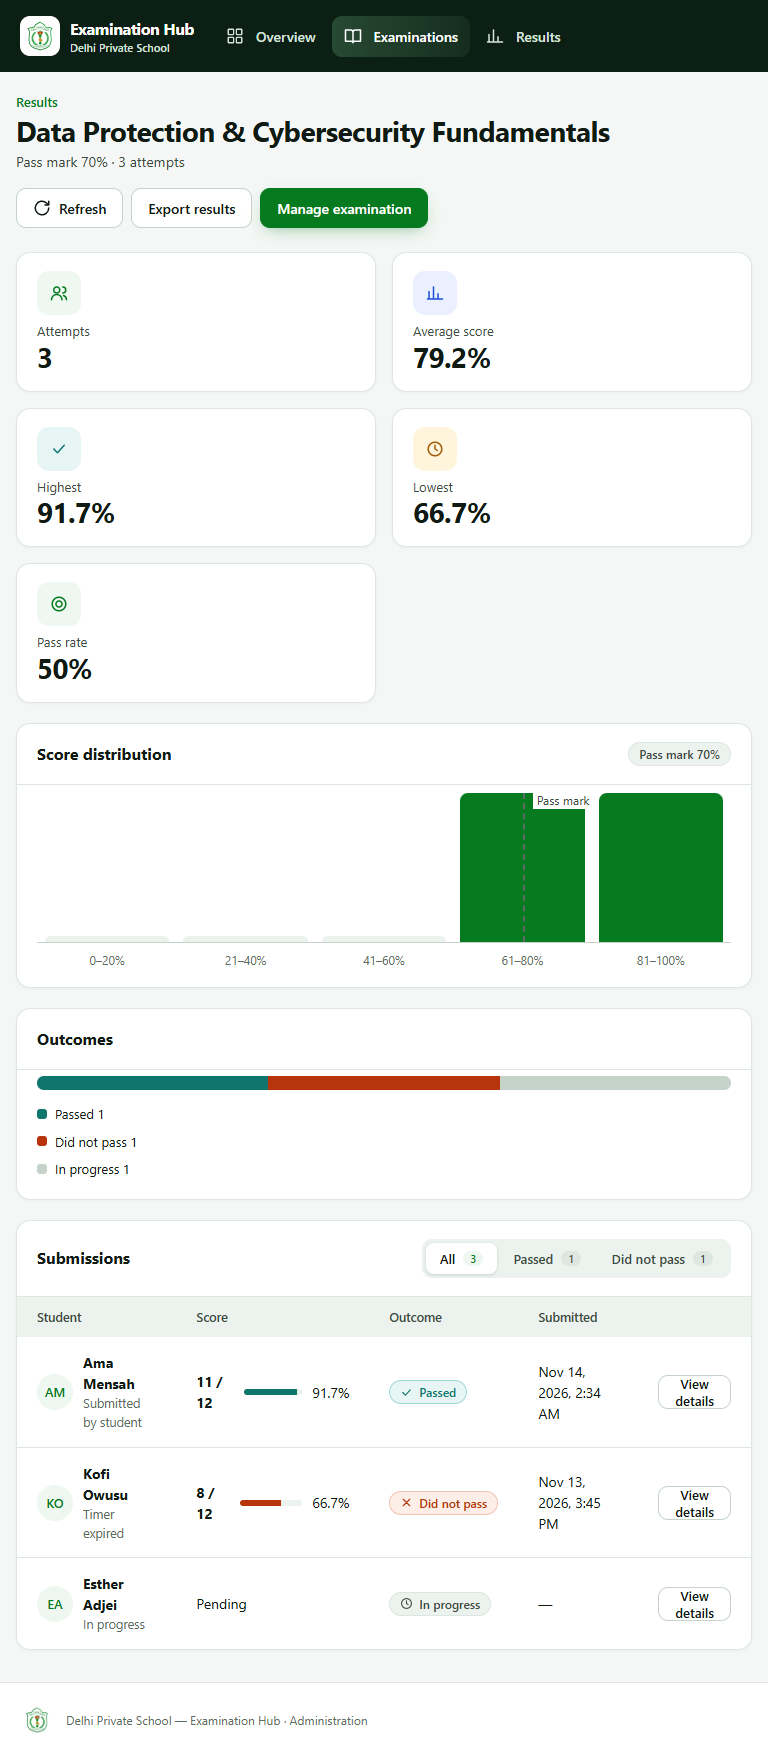 Examination Hub
Delhi Private School
Overview
Examinations
Results
Results
Data Protection & Cybersecurity Fundamentals
Pass mark 70% · 3 attempts
Refresh
Export results
Manage examination
Attempts
3
Average score
79.2%
Highest
91.7%
Lowest
66.7%
Pass rate
50%
Score distribution
Pass mark 70%
Pass mark
0–20%
21–40%
41–60%
61–80%
81–100%
Outcomes
Passed 1
Did not pass 1
In progress 1
Submissions
All 3
Passed 1
Did not pass 1
Student
Score
Outcome
Submitted
AM
Ama
Mensah
Submitted
by student
11 /
12
91.7%
Passed
Nov 14,
2026, 2:34
AM
View
details
KO
Kofi
Owusu
Timer
expired
8 /
12
66.7%
Did not pass
Nov 13,
2026, 3:45
PM
View
details
EA
Esther
Adjei
In progress
Pending
In progress
—
View
details
Delhi Private School — Examination Hub · Administration